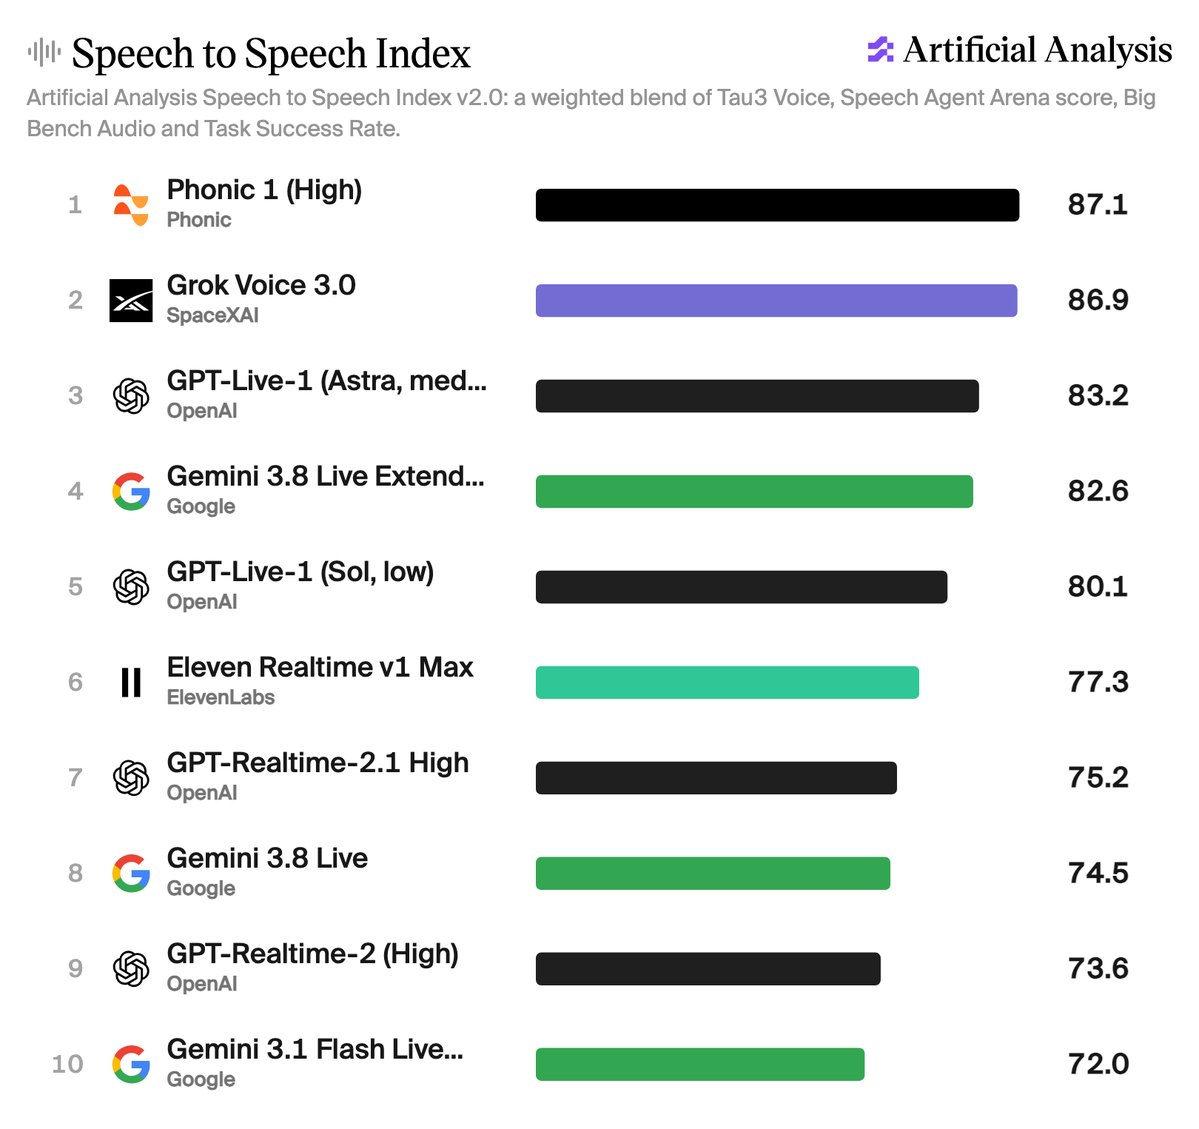 Speech to Speech Index
Artificial Analysis
Artificial Analysis Speech to Speech Index v2.0: a weighted blend of Tau3 Voice, Speech Agent Arena score, Big
Bench Audio and Task Success Rate.
1 Phonic 1 (High) 87.1
Phonic
2 Grok Voice 3.0 86.9
SpaceXAI
3 GPT-Live-1 (Astra, med... 83.2
OpenAI
4 Gemini 3.8 Live Extend... 82.6
Google
5 GPT-Live-1 (Sol, low) 80.1
OpenAI
6 Eleven Realtime v1 Max 77.3
ElevenLabs
7 GPT-Realtime-2.1 High 75.2
OpenAI
8 Gemini 3.8 Live 74.5
Google
9 GPT-Realtime-2 (High) 73.6
OpenAI
10 Gemini 3.1 Flash Live... 72.0
Google